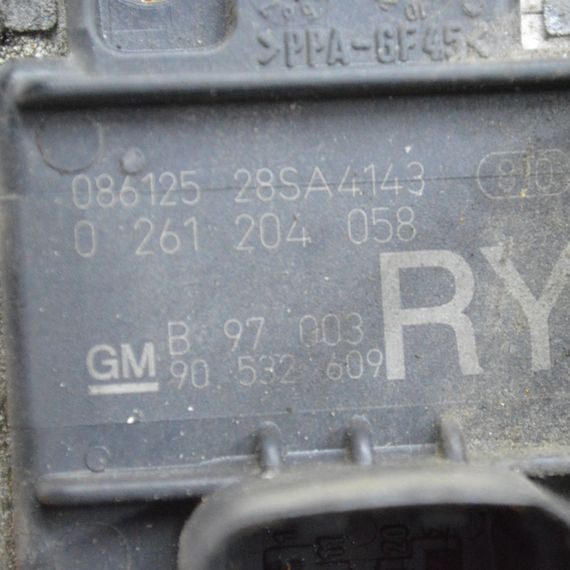 >PPA-GF45<
086125 28SA4143
0 261 204 058
RY
B 97 003
GM 90 532 609